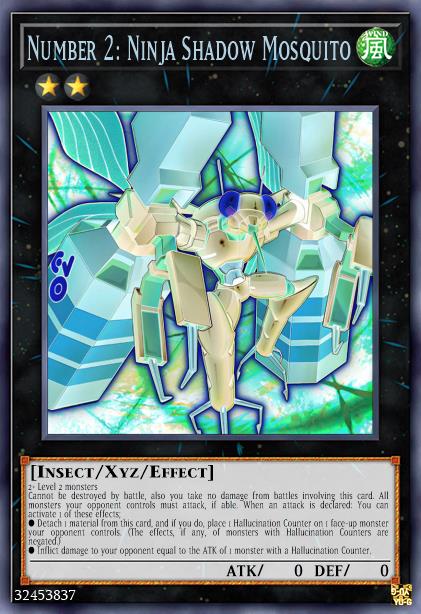 Number 2: Ninja Shadow Mosquito
WIND
風
[Insect/Xyz/Effect]
2+ Level 2 monsters
Cannot be destroyed by battle, also you take no damage from battles involving this card. All
monsters your opponent controls must attack, if able. When an attack is declared: You can
activate 1 of these effects;
● Detach 1 material from this card, and if you do, place 1 Hallucination Counter on 1 face-up monster
your opponent controls. (The effects, if any, of monsters with Hallucination Counters are
negated.)
● Inflict damage to your opponent equal to the ATK of 1 monster with a Hallucination Counter.
ATK/ 0 DEF/ 0
32453837